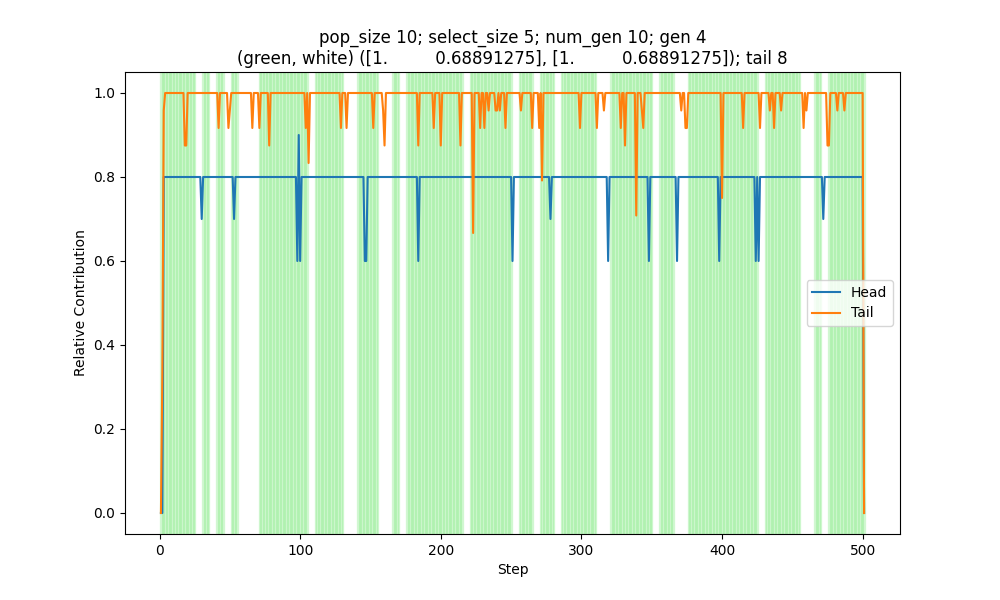 pop_size 10; select_size 5; num_gen 10; gen 4
(green, white) ([1.         0.68891275], [1.         0.68891275]); tail 8
1.0
0.8
0.6
0.4
0.2
0.0
Relative Contribution
Head
Tail
0
100
200
300
400
500
Step